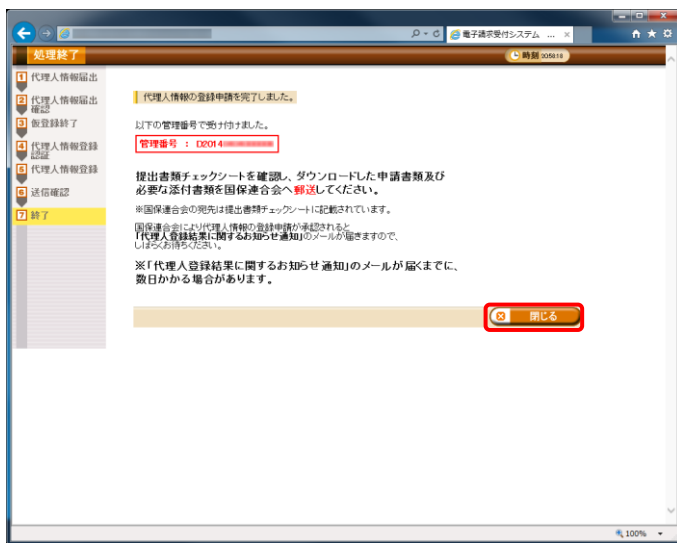 電子請求受付システム ... ×
処理終了
時刻
1 代理人情報届出
2 代理人情報届出
確認
3 仮登録終了
4 代理人情報登録
認証
5 代理人情報登録
6 送信確認
7 終了
代理人情報の登録申請を完了しました。
以下の管理番号で受け付けました。
管理番号 : D2014
提出書類チェックシートを確認し、ダウンロードした申請書類及び
必要な添付書類を国保連合会へ郵送してください。
※国保連合会の宛先は提出書類チェックシートに記載されています。
国保連合会により代理人情報の登録申請が承認されると
「代理人登録結果に関するお知らせ通知」のメールが届きますので、
しばらくお待ちください。
※「代理人登録結果に関するお知らせ通知」のメールが届くまでに、
数日かかる場合があります。
閉じる
100%